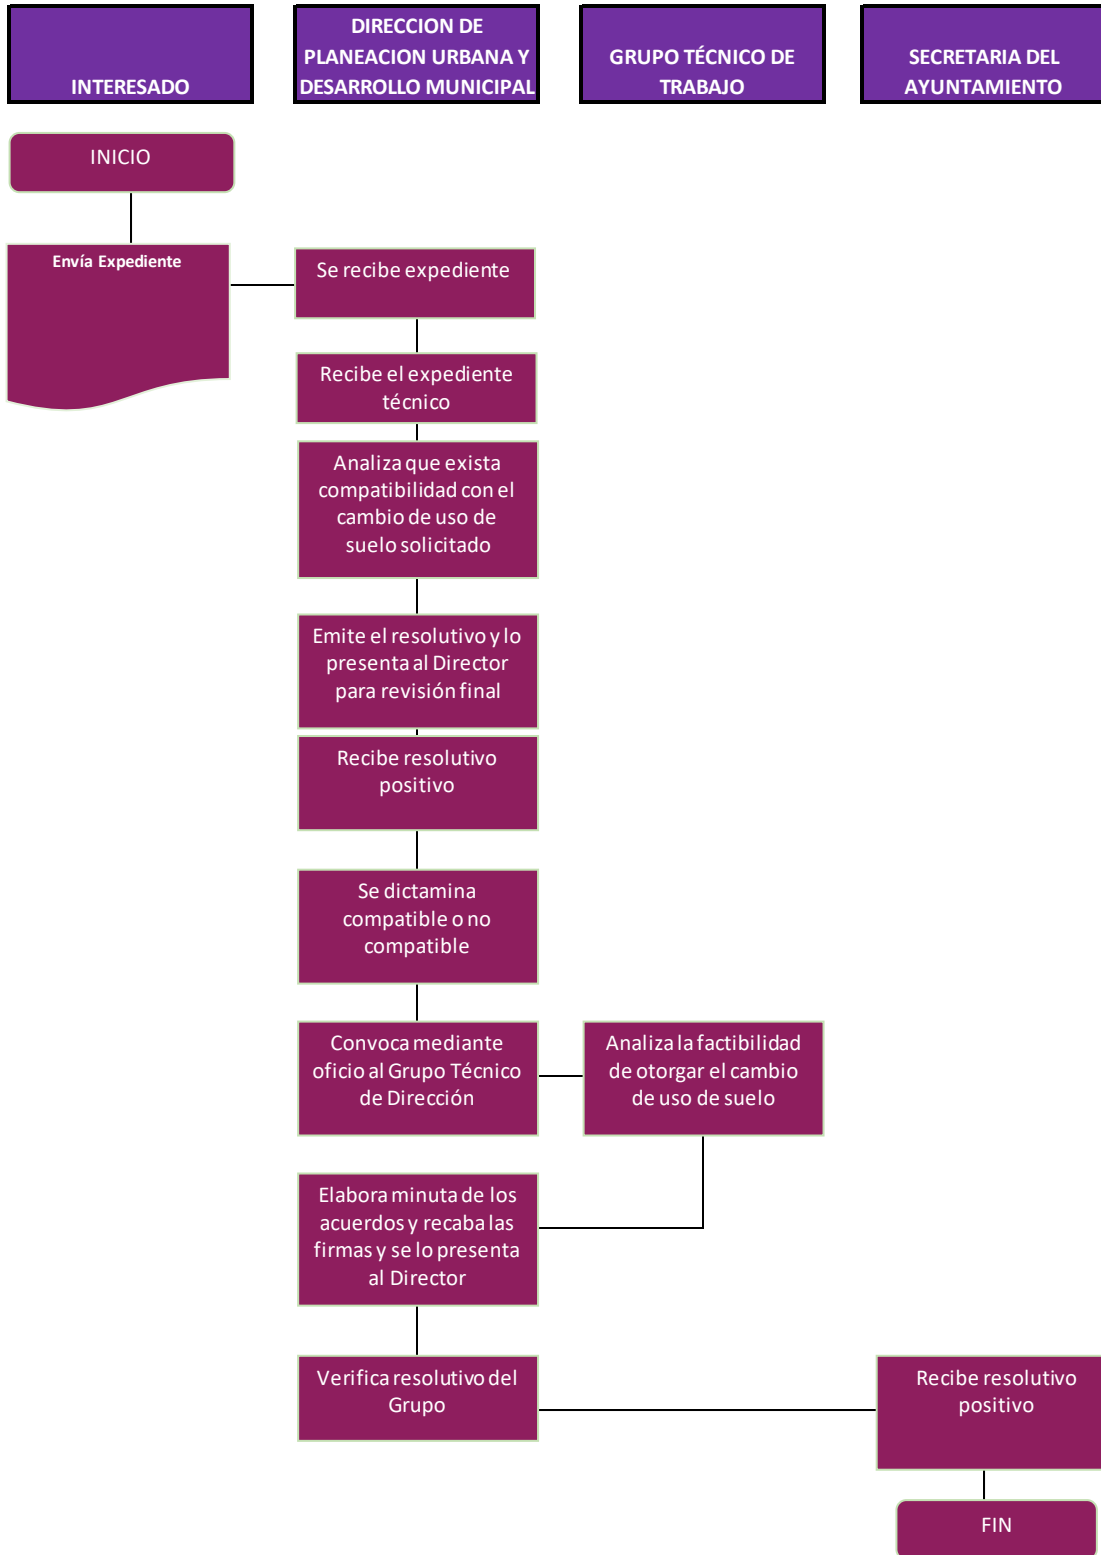 INTERESADO
DIRECCION DE
PLANEACION URBANA Y
DESARROLLO MUNICIPAL
GRUPO TÉCNICO DE
TRABAJO
SECRETARIA DEL
AYUNTAMIENTO
INICIO
Envía Expediente
Se recibe expediente
Recibe el expediente
técnico
Analiza que exista
compatibilidad con el
cambio de uso de
suelo solicitado
Emite el resolutivo y lo
presenta al Director
para revisión final
Recibe resolutivo
positivo
Se dictamina
compatible o no
compatible
Convoca mediante
oficio al Grupo Técnico
de Dirección
Analiza la factibilidad
de otorgar el cambio
de uso de suelo
Elabora minuta de los
acuerdos y recaba las
firmas y se lo presenta
al Director
Verifica resolutivo del
Grupo
Recibe resolutivo
positivo
FIN